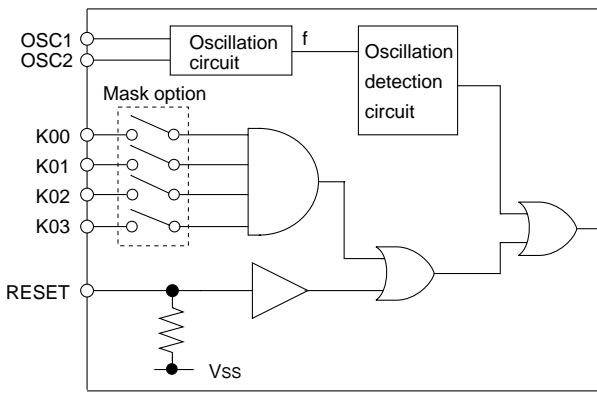 OSC1
OSC2
Oscillation
circuit
f
Oscillation
detection
circuit
Mask option
K00
K01
K02
K03
RESET
Vss